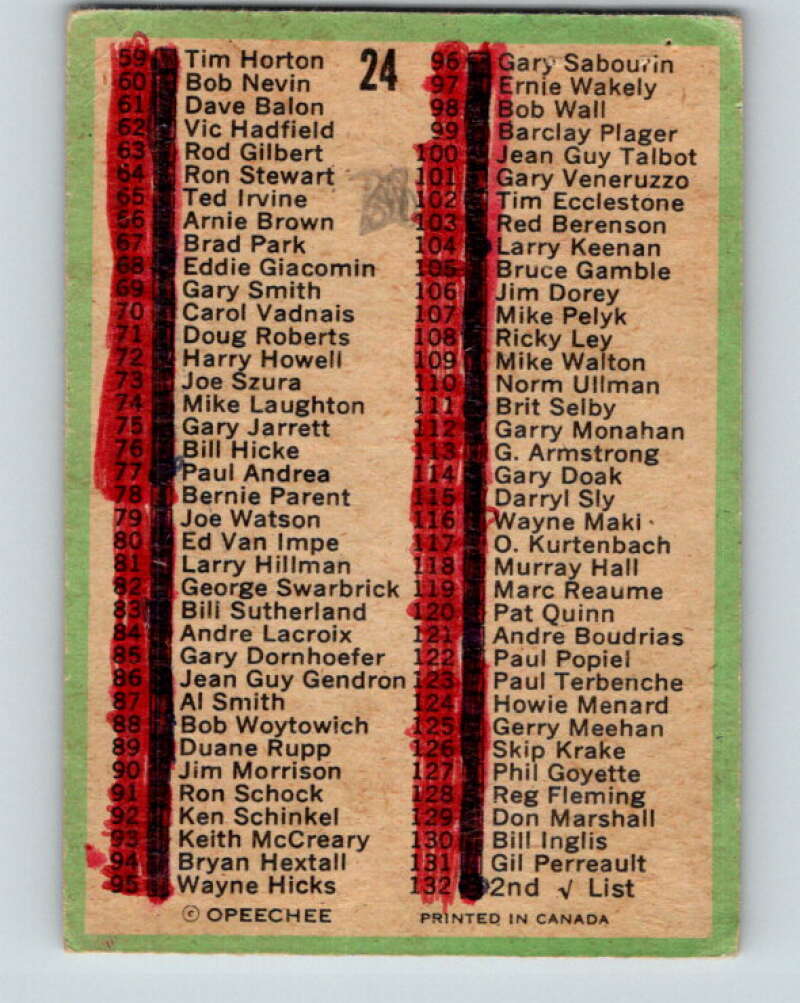 24
59 Tim Horton
60 Bob Nevin
61 Dave Balon
62 Vic Hadfield
63 Rod Gilbert
64 Ron Stewart
65 Ted Irvine
66 Arnie Brown
67 Brad Park
68 Eddie Giacomin
69 Gary Smith
70 Carol Vadnais
71 Doug Roberts
72 Harry Howell
73 Joe Szura
74 Mike Laughton
75 Gary Jarrett
76 Bill Hicke
77 Paul Andrea
78 Bernie Parent
79 Joe Watson
80 Ed Van Impe
81 Larry Hillman
82 George Swarbrick
83 Bill Sutherland
84 Andre Lacroix
85 Gary Dornhoefer
86 Jean Guy Gendron
87 Al Smith
88 Bob Woytowich
89 Duane Rupp
90 Jim Morrison
91 Ron Schock
92 Ken Schinkel
93 Keith McCreary
94 Bryan Hextall
95 Wayne Hicks
96 Gary Sabourin
97 Ernie Wakely
98 Bob Wall
99 Barclay Plager
100 Jean Guy Talbot
101 Gary Veneruzzo
102 Tim Ecclestone
103 Red Berenson
104 Larry Keenan
105 Bruce Gamble
106 Jim Dorey
107 Mike Pelyk
108 Ricky Ley
109 Mike Walton
110 Norm Ullman
111 Brit Selby
112 Garry Monahan
113 G. Armstrong
114 Gary Doak
115 Darryl Sly
116 Wayne Maki
117 O. Kurtenbach
118 Murray Hall
119 Marc Reaume
120 Pat Quinn
121 Andre Boudrias
122 Paul Popiel
123 Paul Terbenche
124 Howie Menard
125 Gerry Meehan
126 Skip Krake
127 Phil Goyette
128 Reg Fleming
129 Don Marshall
130 Bill Inglis
131 Gil Perreault
132 2nd √ List
© OPEECHEE
PRINTED IN CANADA